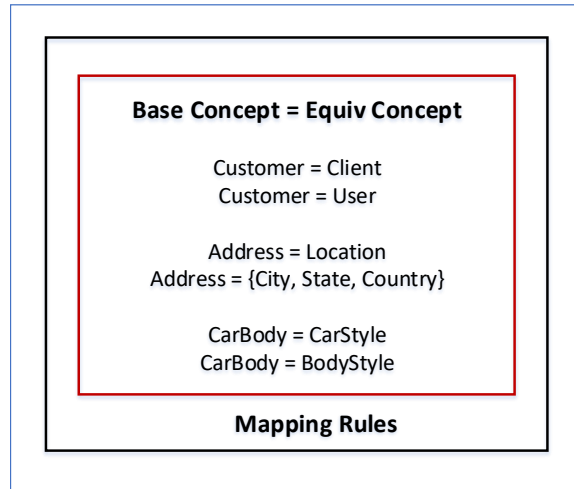 Base Concept = Equiv Concept
Customer = Client
Customer = User
Address = Location
Address = {City, State, Country}
CarBody = CarStyle
CarBody = BodyStyle
Mapping Rules